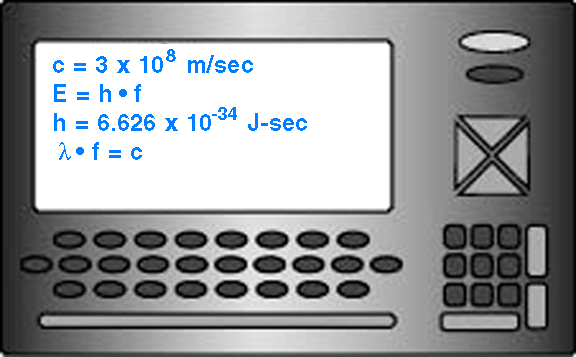 c = 3 x 10⁸ m/sec
E = h • f
h = 6.626 x 10⁻³⁴ J-sec
λ • f = c